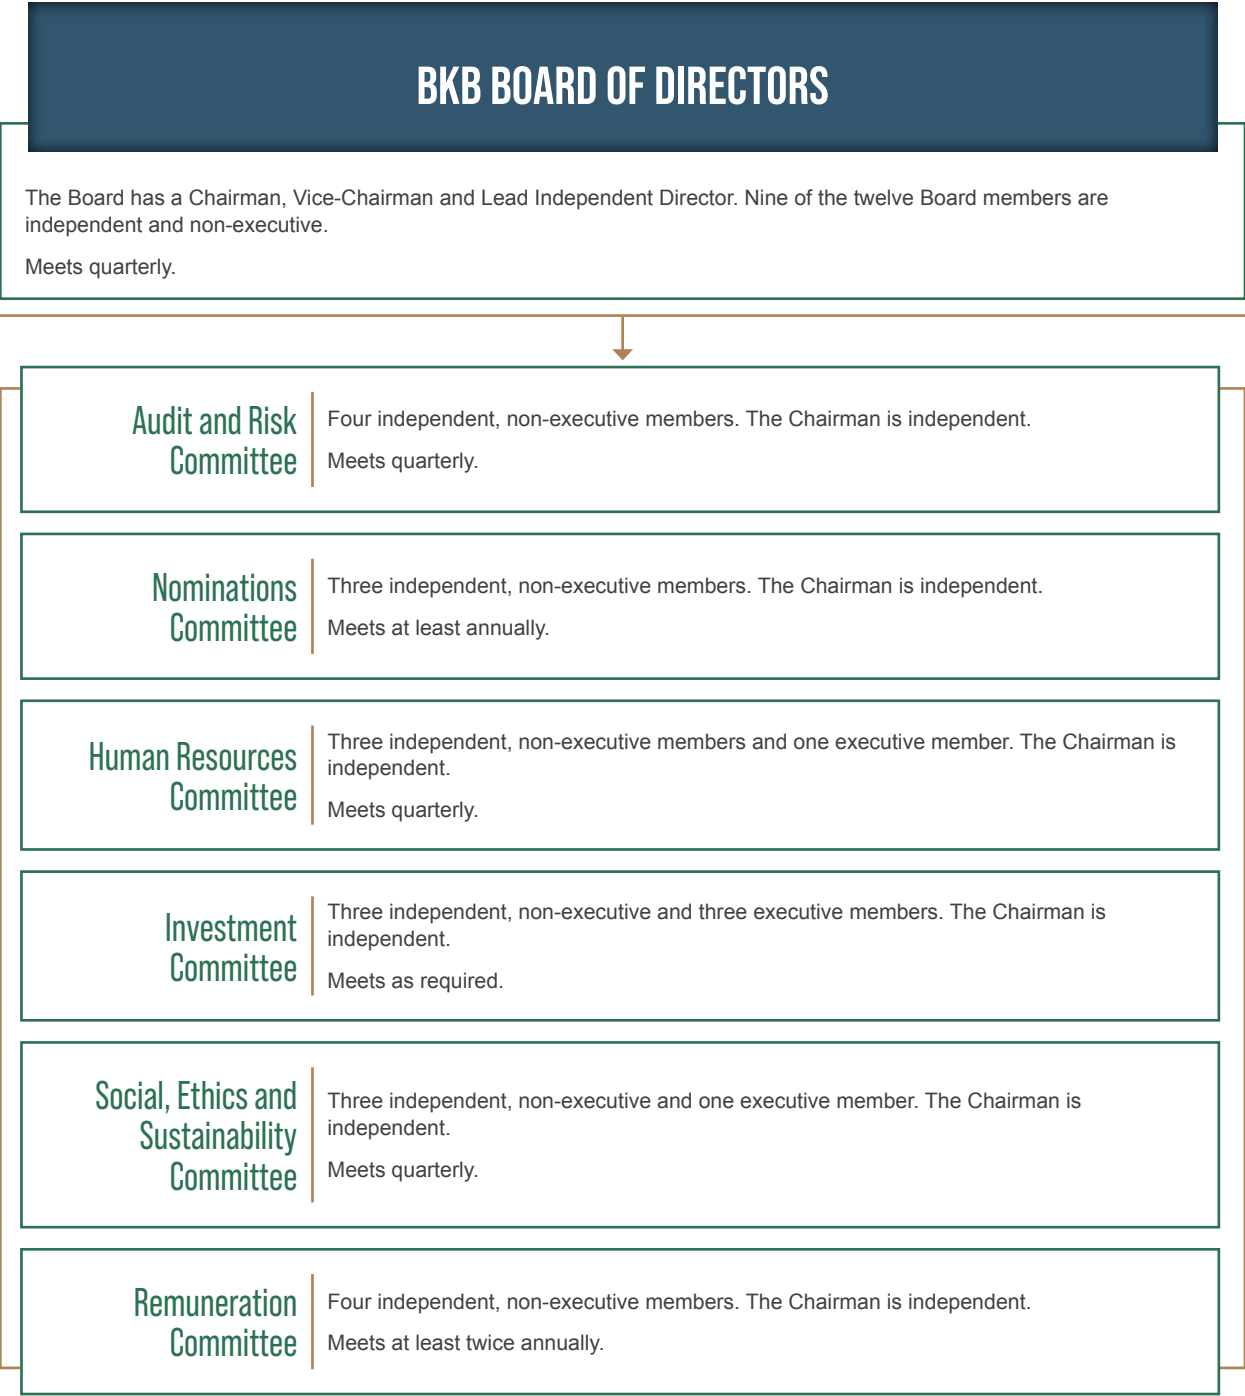 BKB BOARD OF DIRECTORS
The Board has a Chairman, Vice-Chairman and Lead Independent Director. Nine of the twelve Board members are
independent and non-executive.
Meets quarterly.
Audit and Risk
Committee
Four independent, non-executive members. The Chairman is independent.
Meets quarterly.
Nominations
Committee
Three independent, non-executive members. The Chairman is independent.
Meets at least annually.
Human Resources
Committee
Three independent, non-executive members and one executive member. The Chairman is
independent.
Meets quarterly.
Investment
Committee
Three independent, non-executive and three executive members. The Chairman is
independent.
Meets as required.
Social, Ethics and
Sustainability
Committee
Three independent, non-executive and one executive member. The Chairman is
independent.
Meets quarterly.
Remuneration
Committee
Four independent, non-executive members. The Chairman is independent.
Meets at least twice annually.